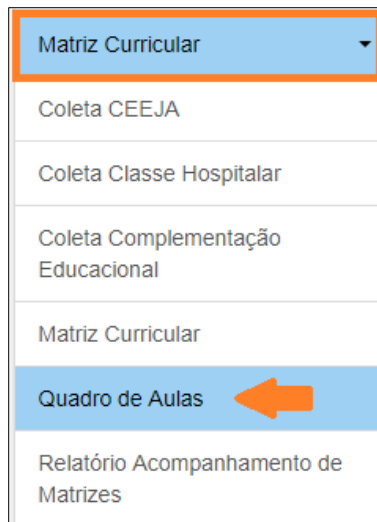 Matriz Curricular
Coleta CEEJA
Coleta Classe Hospitalar
Coleta Complementação
Educacional
Matriz Curricular
Quadro de Aulas
Relatório Acompanhamento de
Matrizes